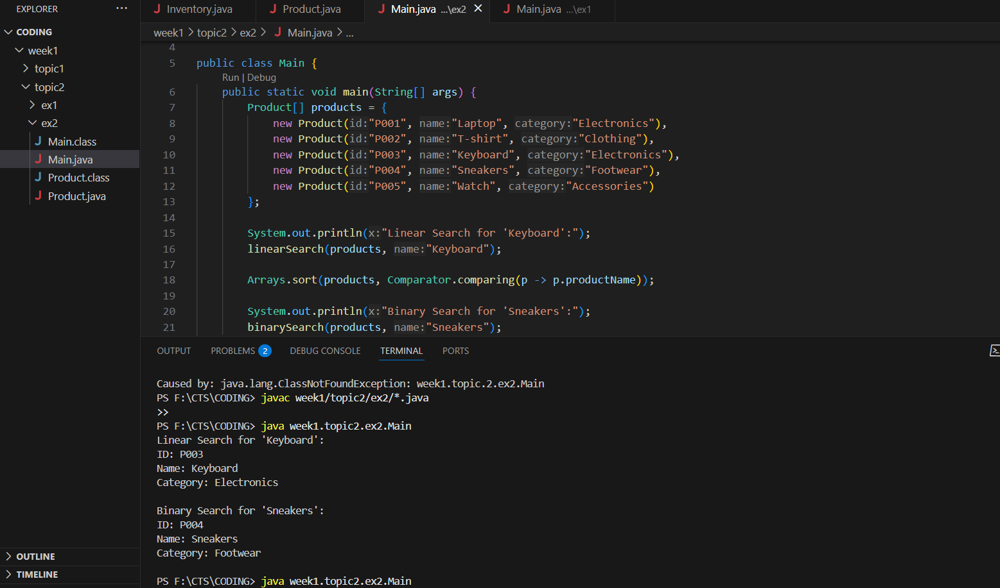 EXPLORER ...
CODING
week1
topic1
topic2
ex1
ex2
J Main.class
J Main.java
J Product.class
J Product.java
OUTLINE
TIMELINE
J Inventory.java J Product.java J Main.java ...\ex2 × J Main.java ...\ex1
week1 > topic2 > ex2 > J Main.java > ...
4
5 public class Main {
Run | Debug
6 public static void main(String[] args) {
7 Product[] products = {
8 new Product(id:"P001", name:"Laptop", category:"Electronics"),
9 new Product(id:"P002", name:"T-shirt", category:"Clothing"),
10 new Product(id:"P003", name:"Keyboard", category:"Electronics"),
11 new Product(id:"P004", name:"Sneakers", category:"Footwear"),
12 new Product(id:"P005", name:"Watch", category:"Accessories")
13 };
14
15 System.out.println(x:"Linear Search for 'Keyboard':");
16 linearSearch(products, name:"Keyboard");
17
18 Arrays.sort(products, Comparator.comparing(p -> p.productName));
19
20 System.out.println(x:"Binary Search for 'Sneakers':");
21 binarySearch(products, name:"Sneakers");
OUTPUT PROBLEMS 2 DEBUG CONSOLE TERMINAL PORTS
Caused by: java.lang.ClassNotFoundException: week1.topic.2.ex2.Main
PS F:\CTS\CODING> javac week1/topic2/ex2/*.java
>>
PS F:\CTS\CODING> java week1.topic2.ex2.Main
Linear Search for 'Keyboard':
ID: P003
Name: Keyboard
Category: Electronics
Binary Search for 'Sneakers':
ID: P004
Name: Sneakers
Category: Footwear
PS F:\CTS\CODING> java week1.topic2.ex2.Main